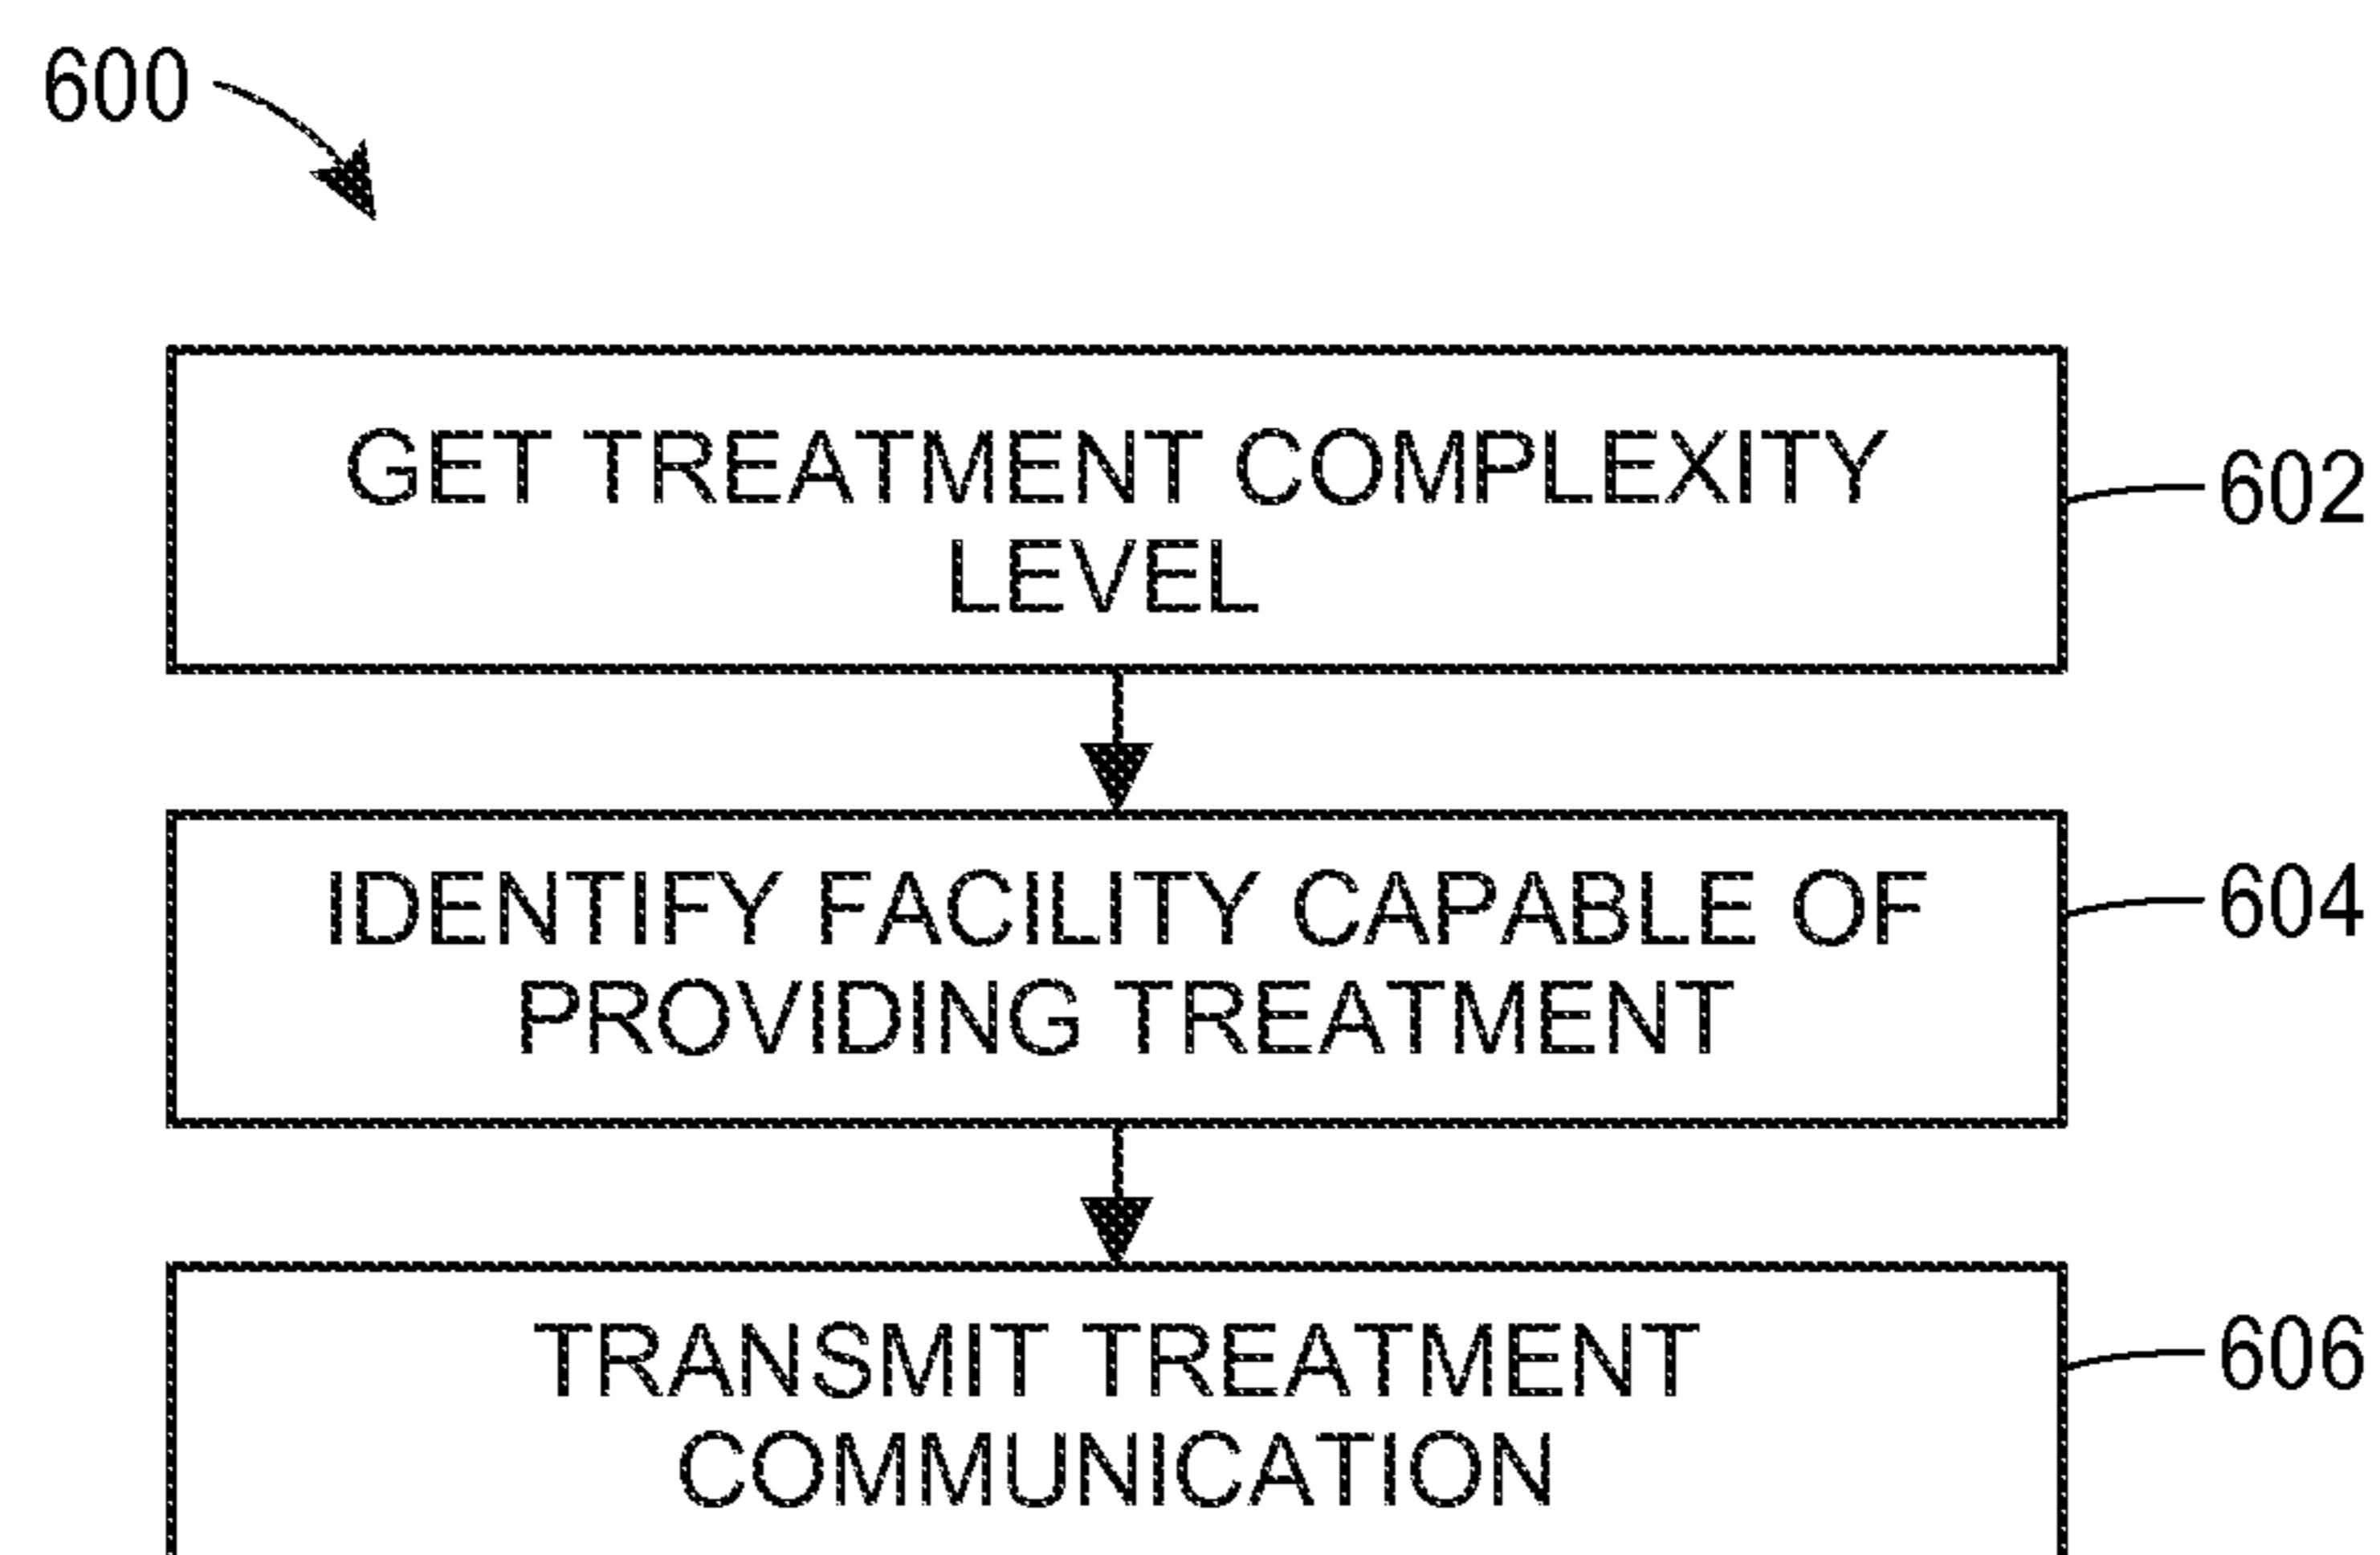 600
GET TREATMENT COMPLEXITY
LEVEL
602
IDENTIFY FACILITY CAPABLE OF
PROVIDING TREATMENT
604
TRANSMIT TREATMENT
COMMUNICATION
606